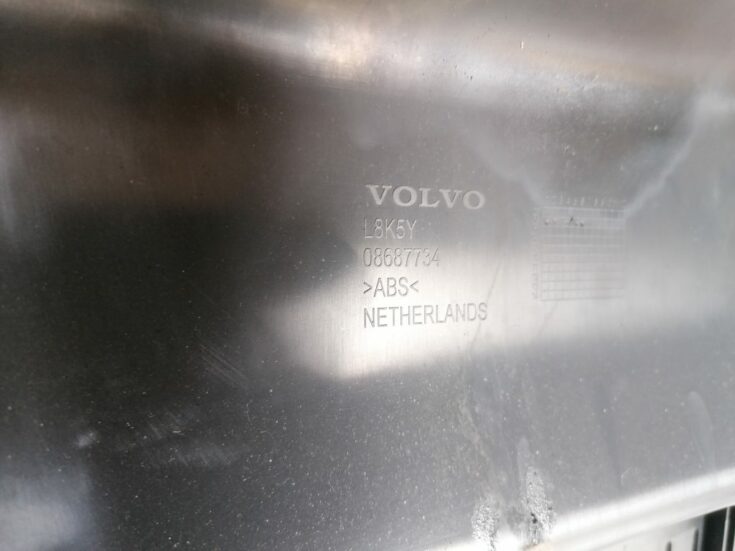 VOLVO
L8K5Y
08687734
>ABS<
NETHERLANDS